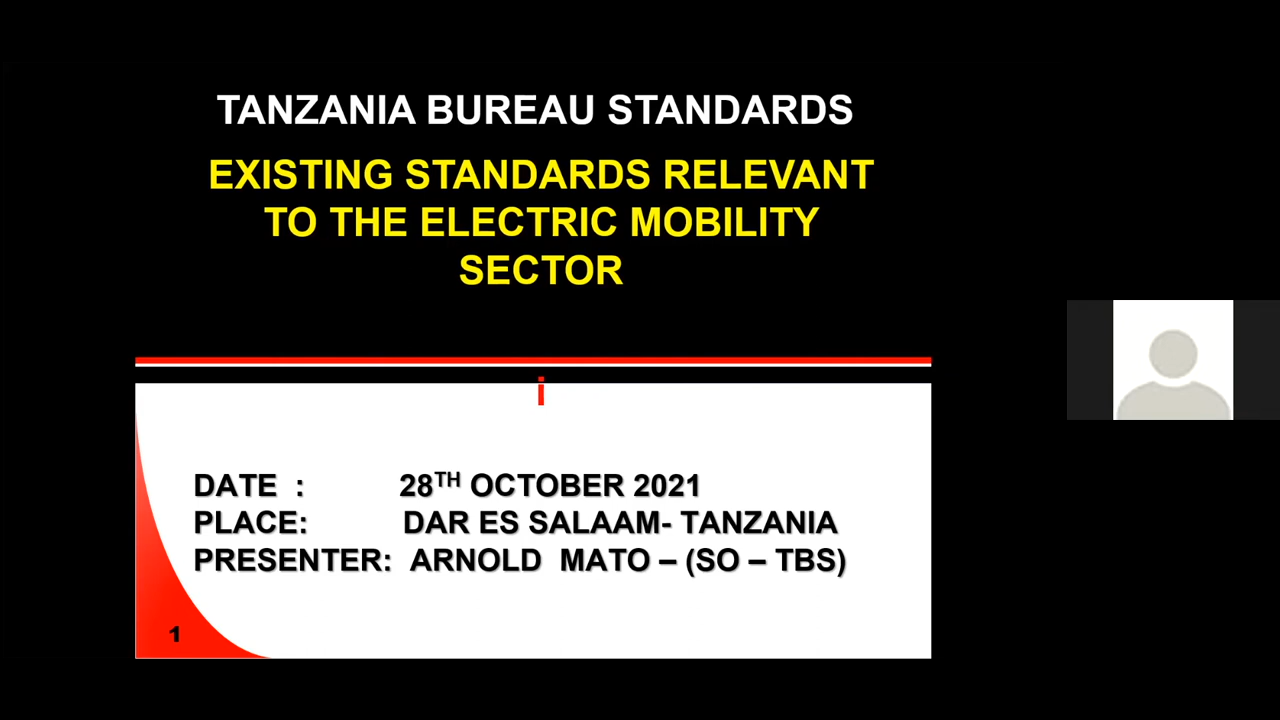 TANZANIA BUREAU STANDARDS
EXISTING STANDARDS RELEVANT
TO THE ELECTRIC MOBILITY
SECTOR
i
DATE : 28TH OCTOBER 2021
PLACE: DAR ES SALAAM- TANZANIA
PRESENTER: ARNOLD MATO – (SO – TBS)
1